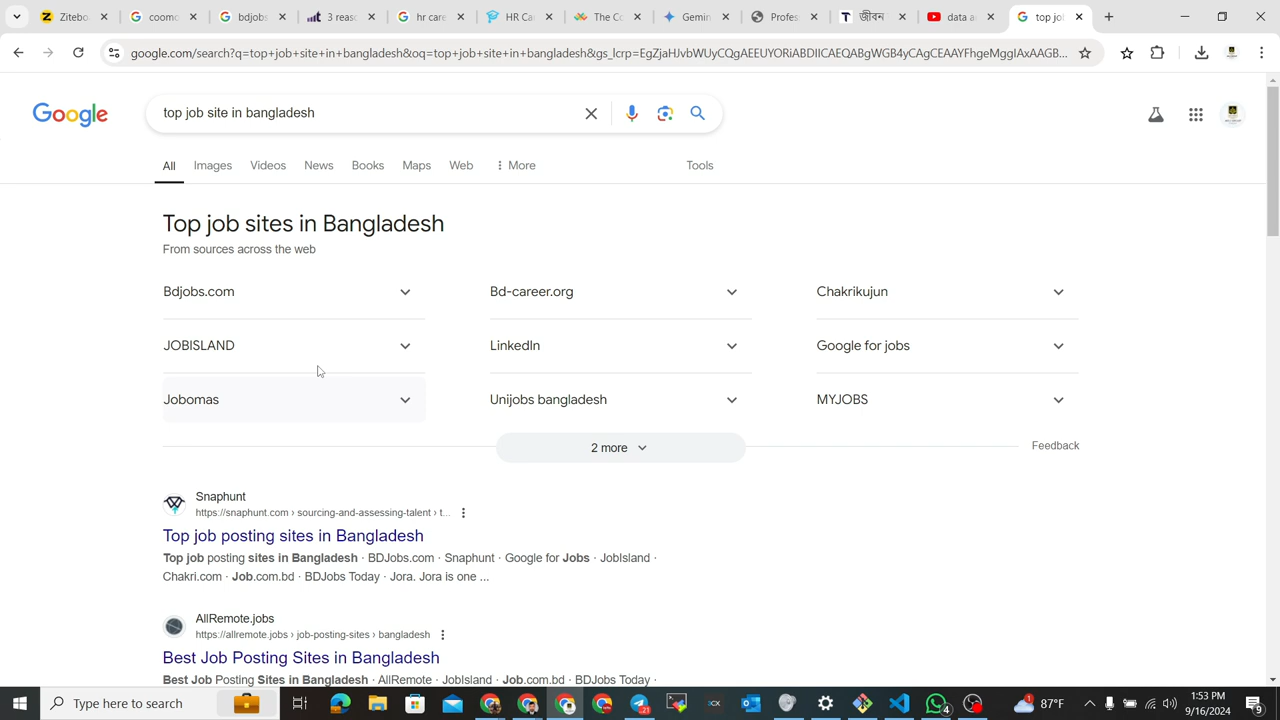 Zitebo
coomo
bdjobs
3 reaso
hr care
HR Ca
The C
Gemin
Profes
জীবন
data a
top jo
google.com/search?q=top+job+site+in+bangladesh&oq=top+job+site+in+bangladesh&gs_lcrp=EgZjaHJvbWUyCQgAEEUYORiABDIICAEQABgWGB4yCAgCEAAYFhgeMggIAxAAGB...
Google
top job site in bangladesh
All Images Videos News Books Maps Web More Tools
Top job sites in Bangladesh
From sources across the web
Bdjobs.com Bd-career.org Chakrikujun
JOBISLAND LinkedIn Google for jobs
Jobomas Unijobs bangladesh MYJOBS
2 more
Feedback
Snaphunt
https://snaphunt.com › sourcing-and-assessing-talent › t...
Top job posting sites in Bangladesh
Top job posting sites in Bangladesh · BDJobs.com · Snaphunt · Google for Jobs · JobIsland ·
Chakri.com · Job.com.bd · BDJobs Today · Jora. Jora is one ...
AllRemote.jobs
https://allremote.jobs › job-posting-sites › bangladesh
Best Job Posting Sites in Bangladesh
Best Job Posting Sites in Bangladesh · AllRemote · JobIsland · Job.com.bd · BDJobs Today ·
Type here to search
21
4
1
87°F
1:53 PM
9/16/2024
9